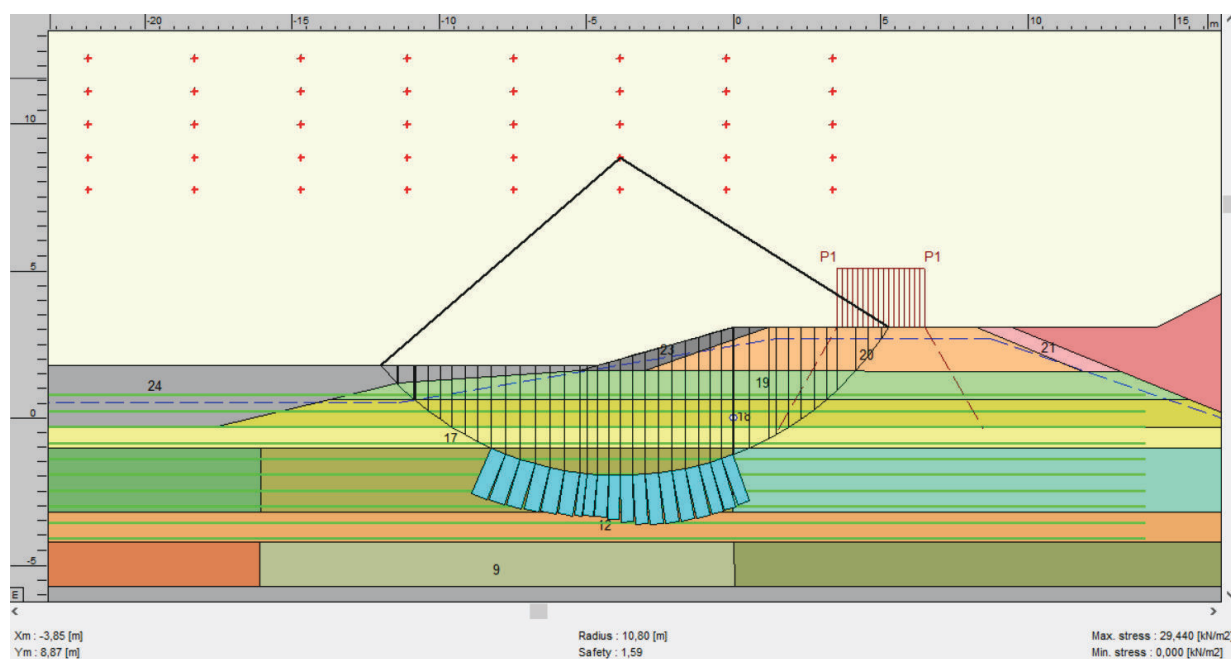 -20 -15 -10 -5 0 5 10 15 m
10
5
0
-5
E
P1 P1
23
20
21
24
19
18
17
12
9
< >
Xm : -3,85 [m] Radius : 10,80 [m] Max. stress : 29,440 [kN/m2]
Ym : 8,87 [m] Safety : 1,59 Min. stress : 0,000 [kN/m2]